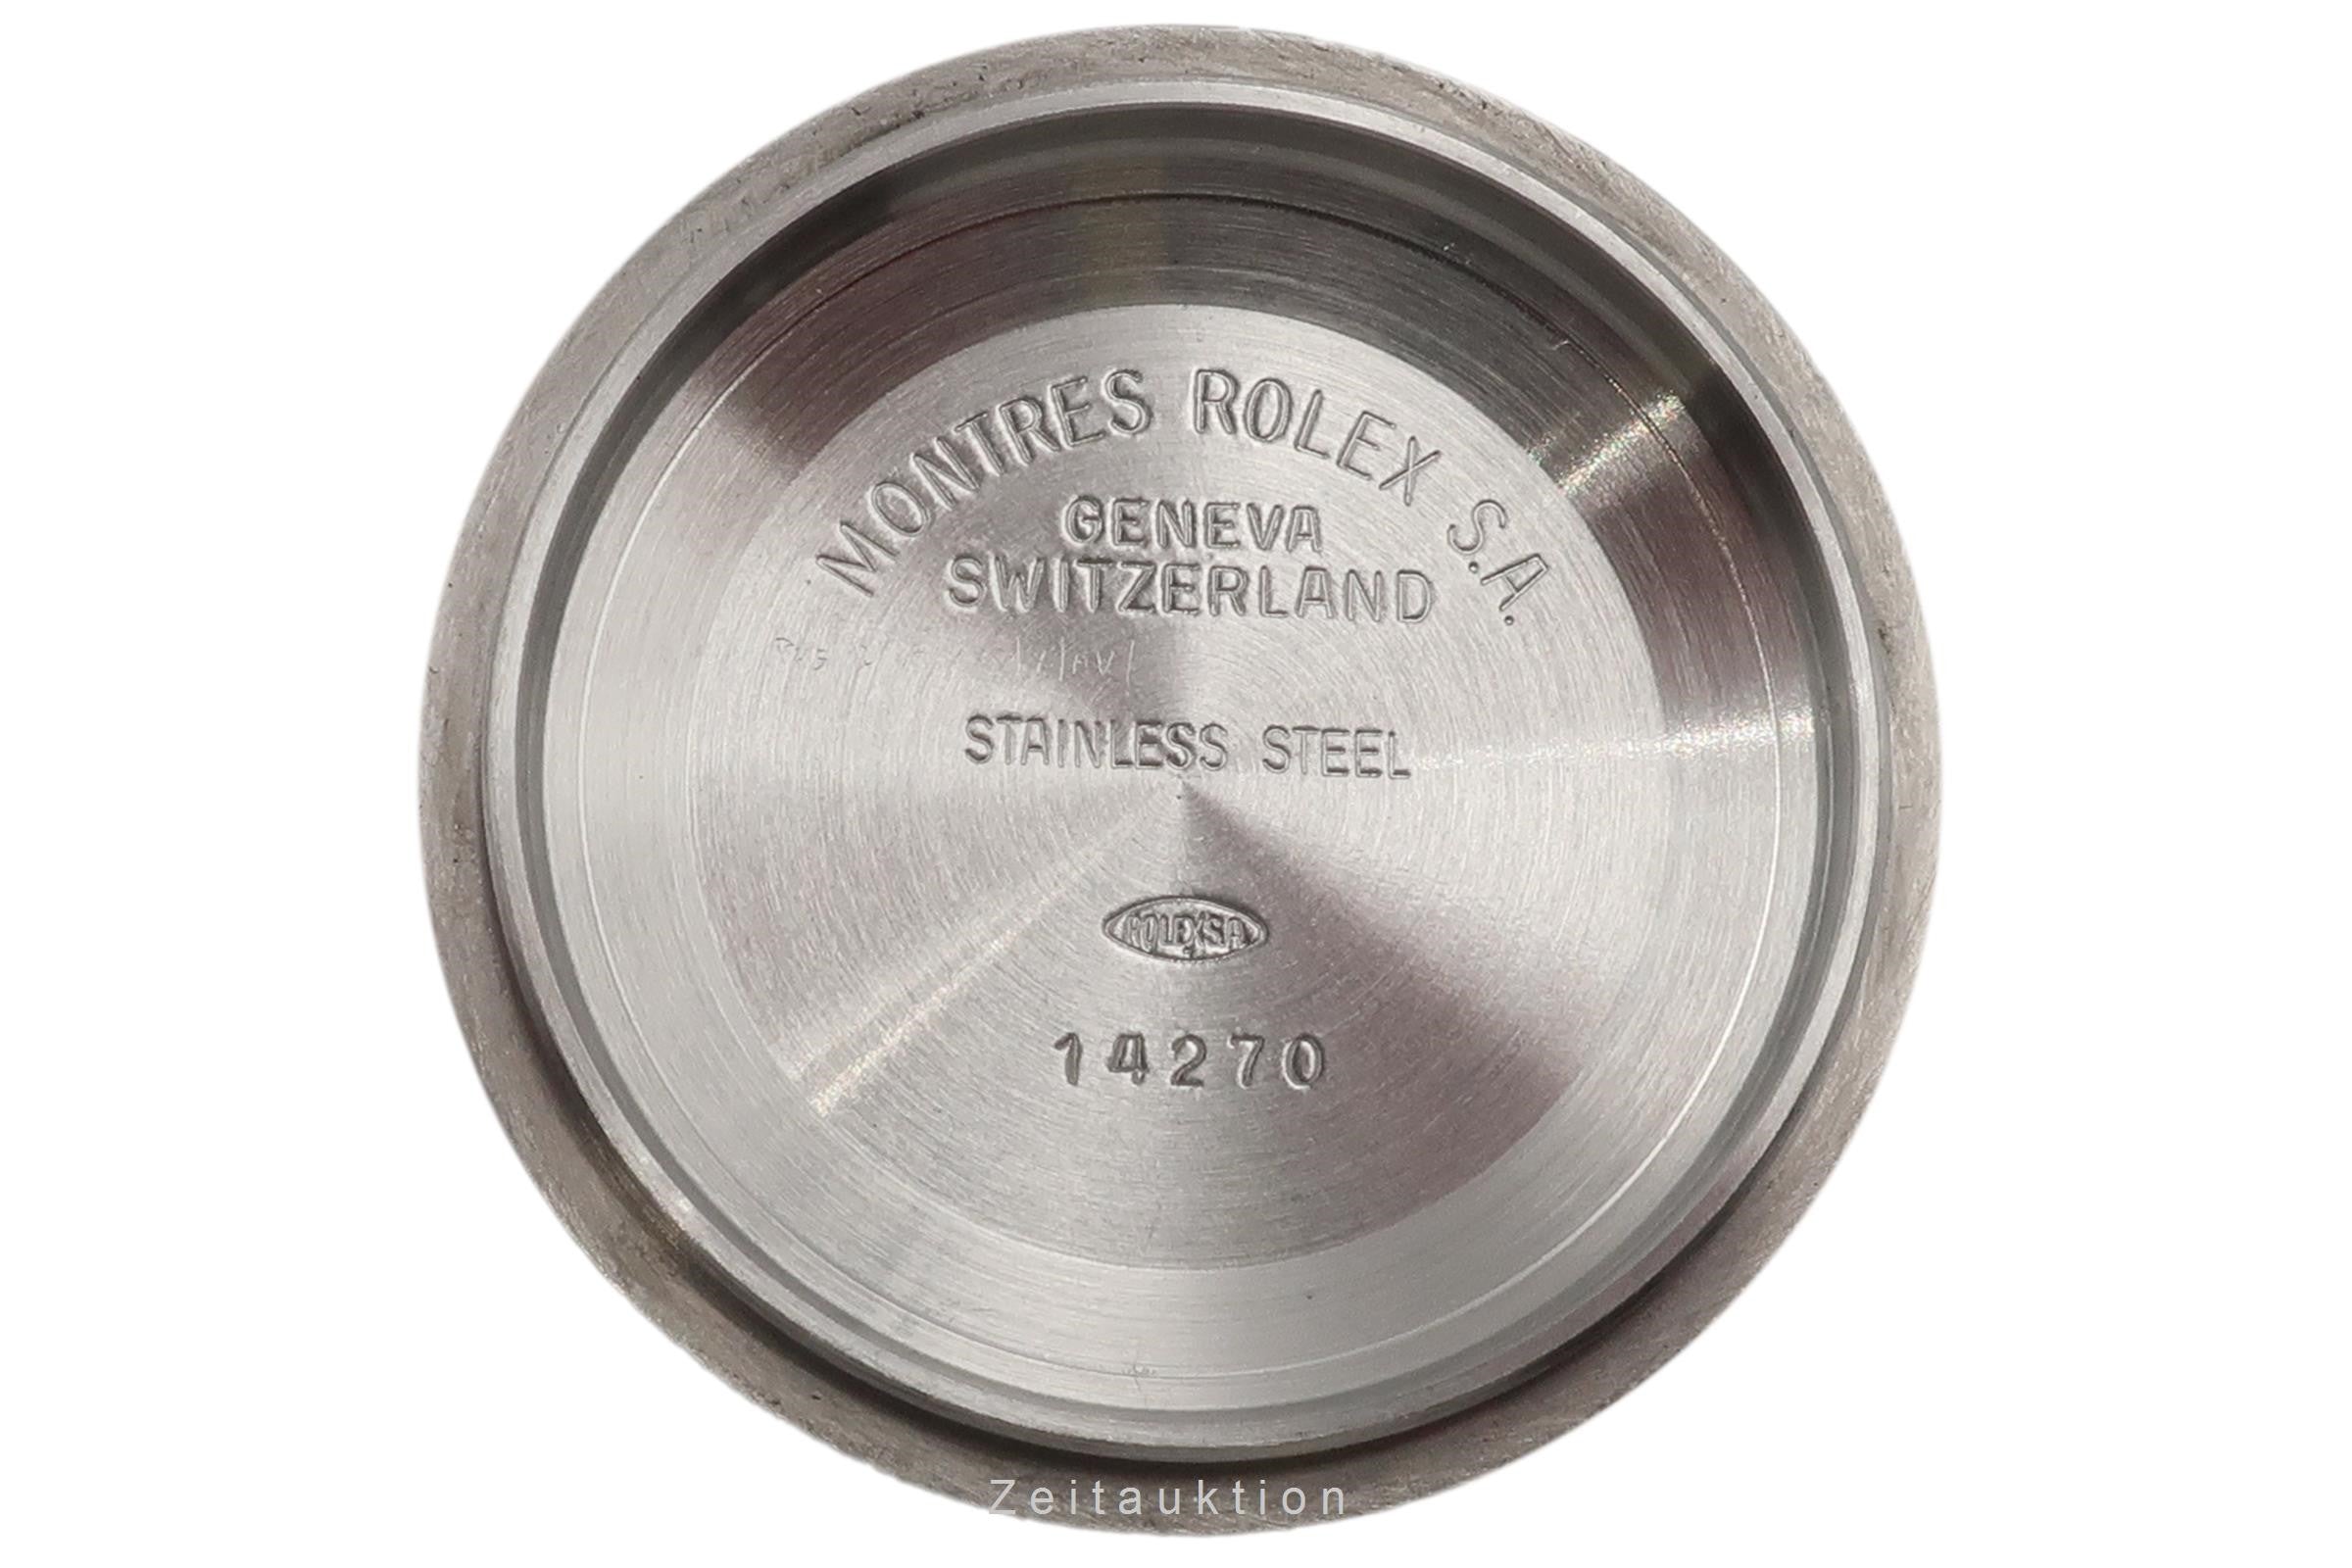 MONTRES ROLEX S.A.
GENEVA
SWITZERLAND
STAINLESS STEEL
ROLEX S.A
14270
Zeitauktion